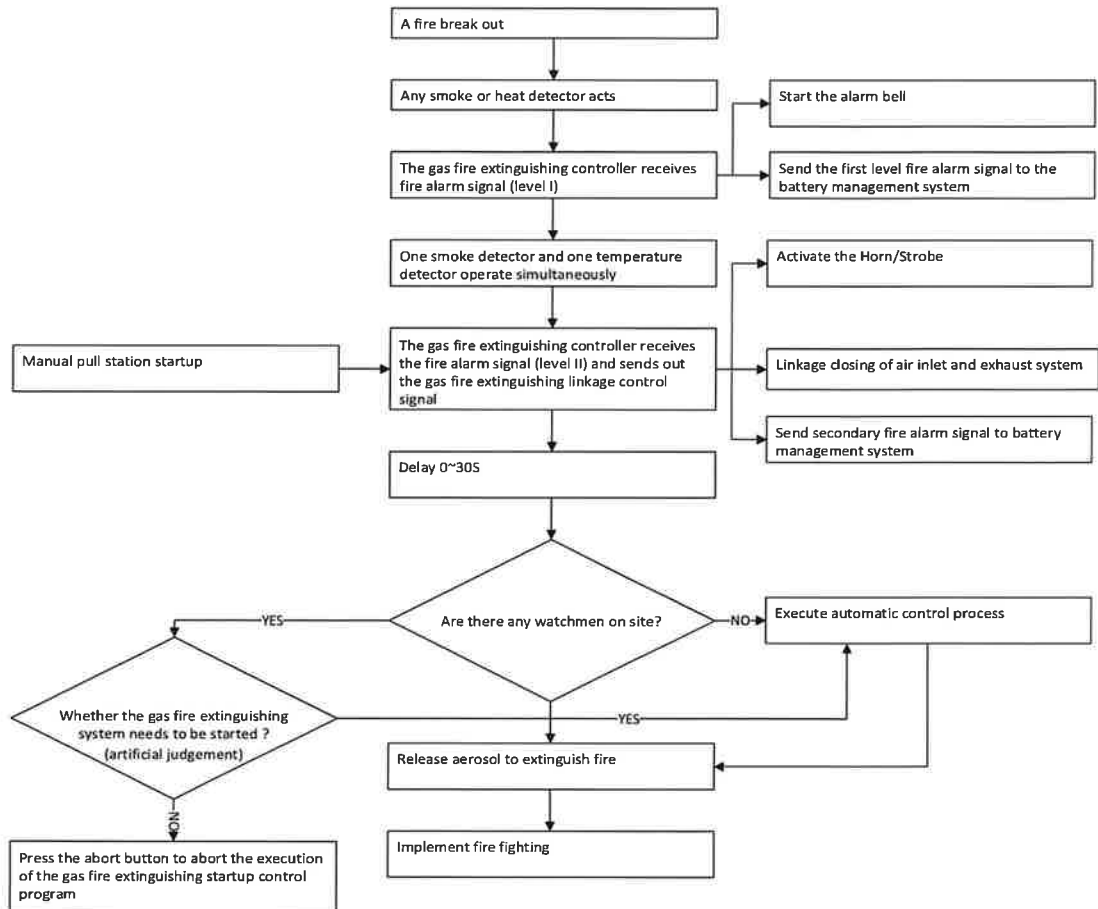 A fire break out
Any smoke or heat detector acts
Start the alarm bell
The gas fire extinguishing controller receives
fire alarm signal (level I)
Send the first level fire alarm signal to the
battery management system
One smoke detector and one temperature
detector operate simultaneously
Activate the Horn/Strobe
Manual pull station startup
The gas fire extinguishing controller receives
the fire alarm signal (level II) and sends out
the gas fire extinguishing linkage control
signal
Linkage closing of air inlet and exhaust system
Send secondary fire alarm signal to battery
management system
Delay 0~30S
Are there any watchmen on site?
YES
NO
Execute automatic control process
Whether the gas fire extinguishing
system needs to be started ?
(artificial judgement)
YES
Release aerosol to extinguish fire
NO
Implement fire fighting
Press the abort button to abort the execution
of the gas fire extinguishing startup control
program